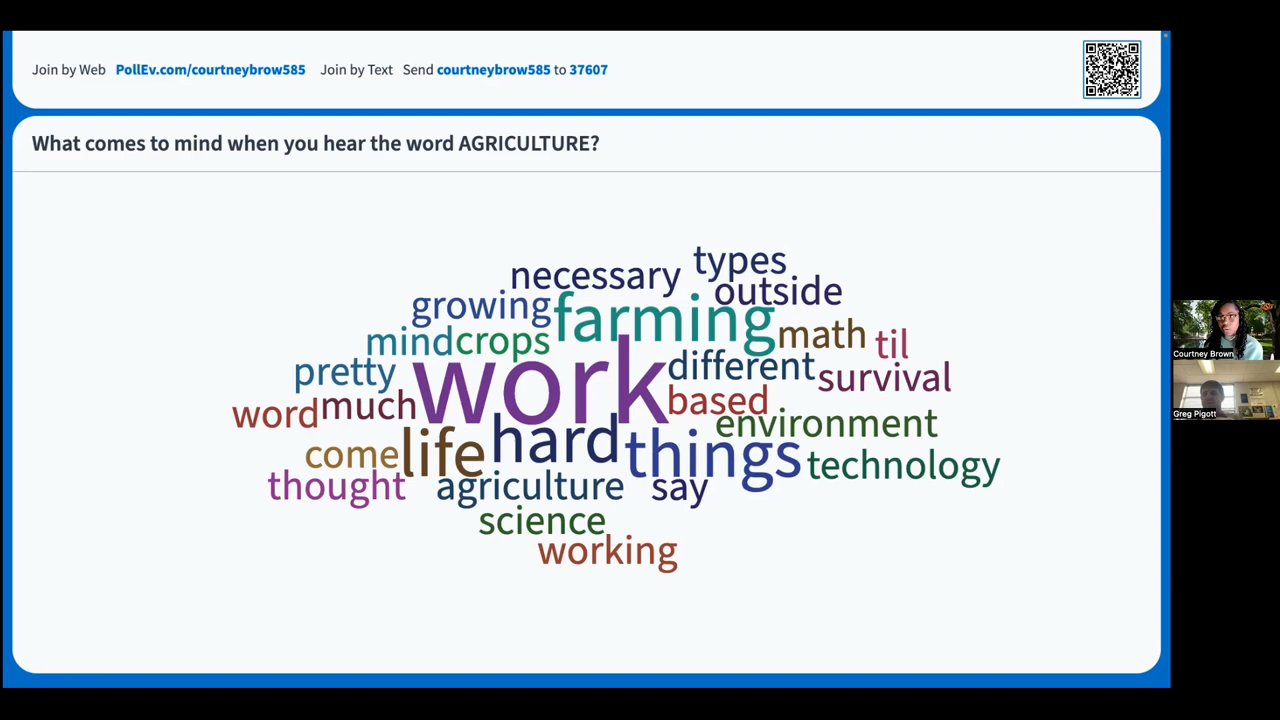 Join by Web PollEv.com/courtneybrow585 Join by Text Send courtneybrow585 to 37607
What comes to mind when you hear the word AGRICULTURE?
necessary types
growing farming outside
mind crops math til
pretty work different survival
word much based environment
come life hard things technology
thought agriculture say
science
working
Courtney Brown
Greg Pigott